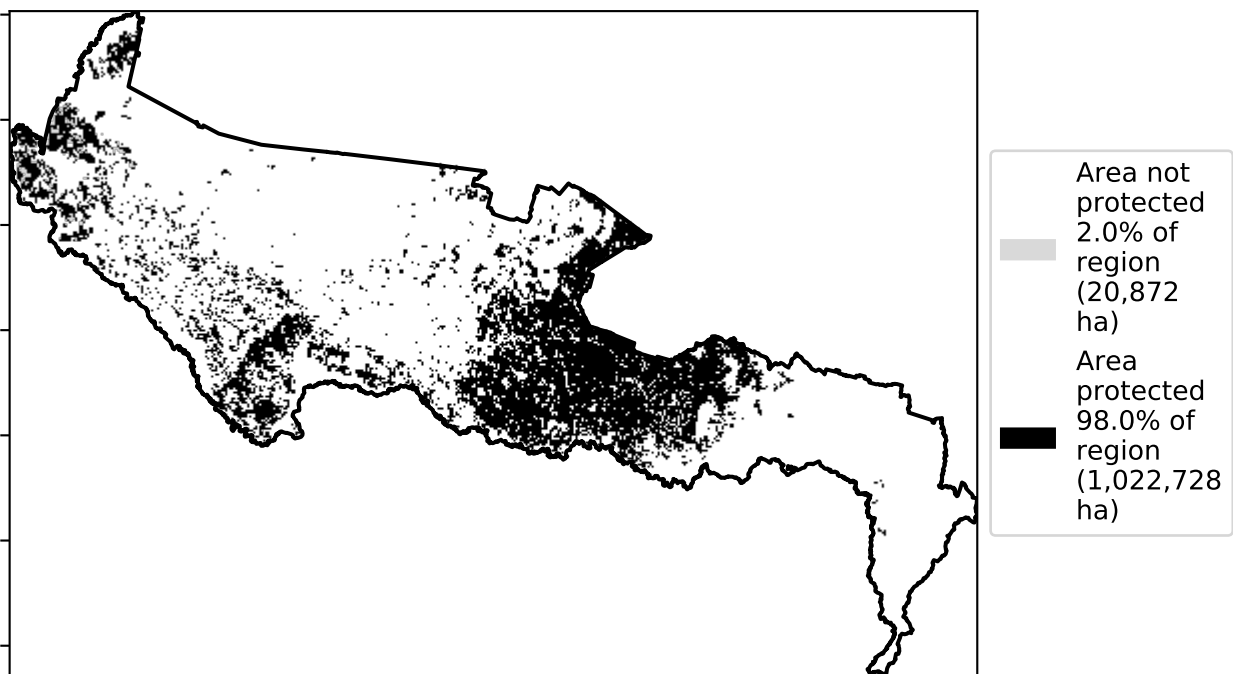 Area not
protected
2.0% of
region
(20,872
ha)
Area
protected
98.0% of
region
(1,022,728
ha)